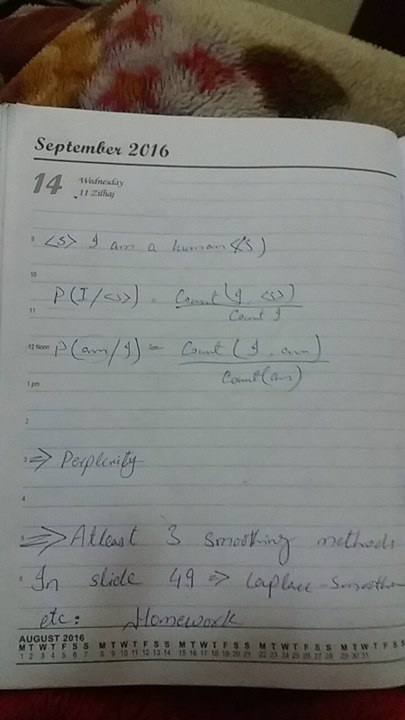 September 2016
14 Wednesday
11 Zilhaj
9 <S> I am a human <S)
10
P(I/<s>) = Count(I, <s>)
11 Count I
12 Noon P(am/I) = Count (I, am)
1 pm Count(am)
2
3 => Perplexity
4
5 => Atleast 3 smoothing methods
6 In slide 49 => Laplace-Smoothen
etc: Homework
AUGUST 2016
M T W T F S S M T W T F S S M T W T F S S M T W T F S S M T W T F S
1 2 3 4 5 6 7 8 9 10 11 12 13 14 15 16 17 18 19 20 21 22 23 24 25 26 27 28 29 30 31